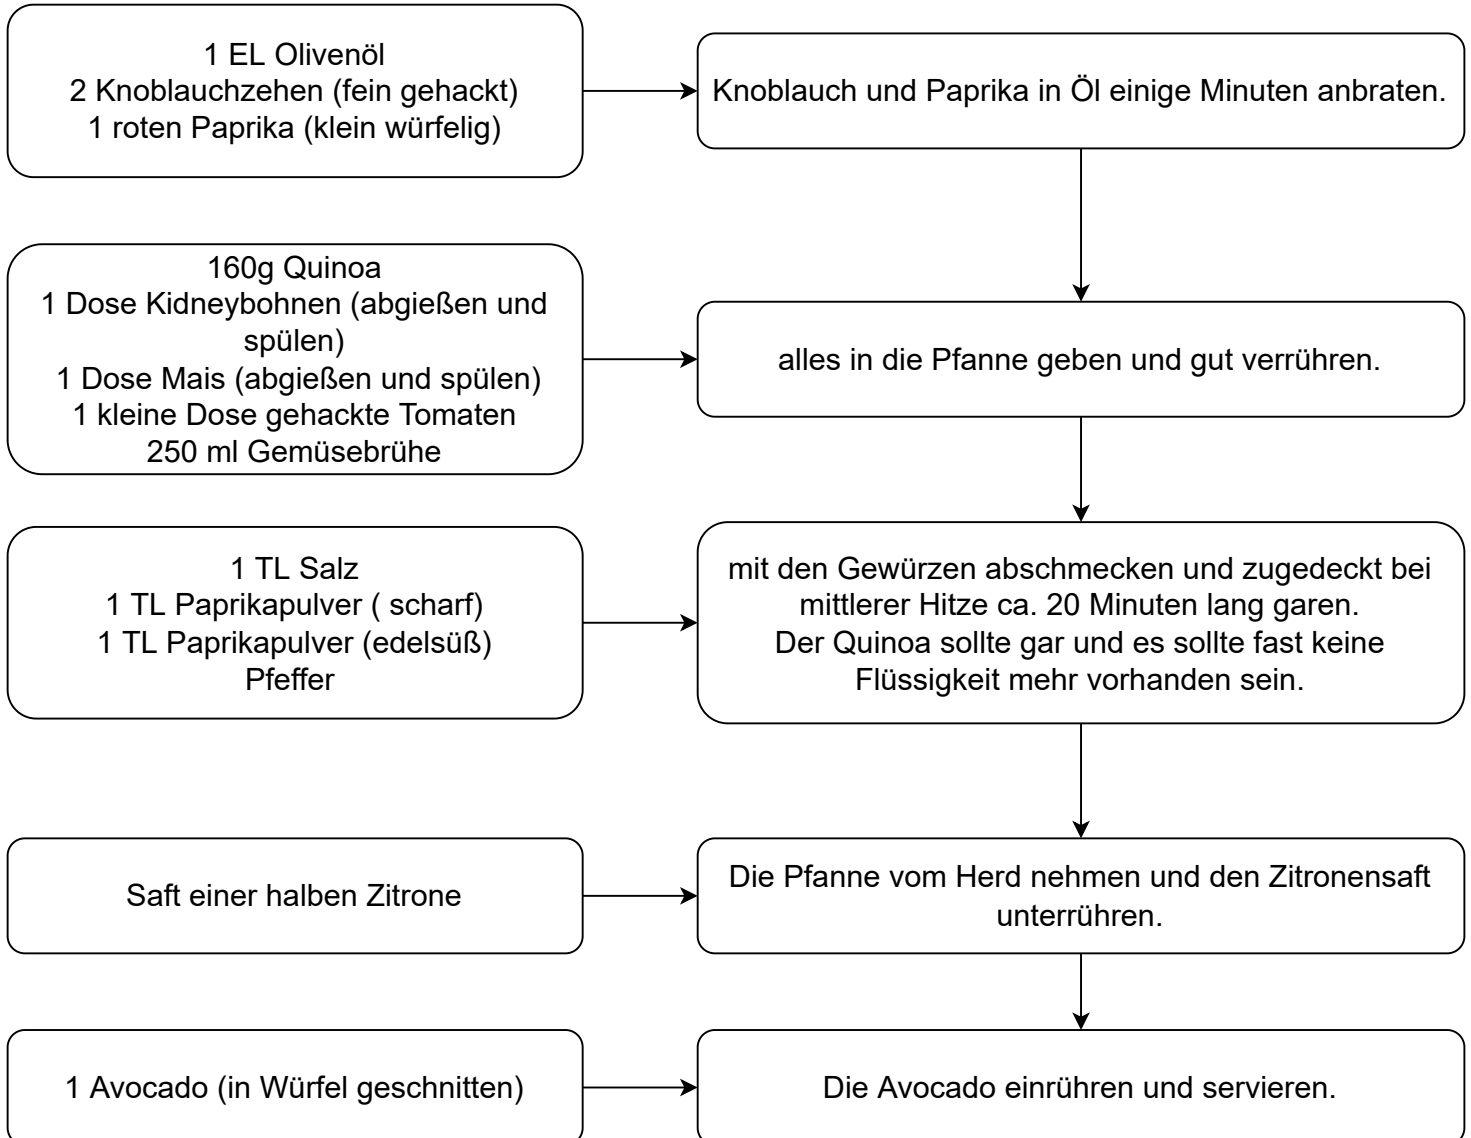 1 EL Olivenöl
2 Knoblauchzehen (fein gehackt)
1 roten Paprika (klein würfelig)
Knoblauch und Paprika in Öl einige Minuten anbraten.
160g Quinoa
1 Dose Kidneybohnen (abgießen und
spülen)
1 Dose Mais (abgießen und spülen)
1 kleine Dose gehackte Tomaten
250 ml Gemüsebrühe
alles in die Pfanne geben und gut verrühren.
1 TL Salz
1 TL Paprikapulver ( scharf)
1 TL Paprikapulver (edelsüß)
Pfeffer
mit den Gewürzen abschmecken und zugedeckt bei
mittlerer Hitze ca. 20 Minuten lang garen.
Der Quinoa sollte gar und es sollte fast keine
Flüssigkeit mehr vorhanden sein.
Saft einer halben Zitrone
Die Pfanne vom Herd nehmen und den Zitronensaft
unterrühren.
1 Avocado (in Würfel geschnitten)
Die Avocado einrühren und servieren.